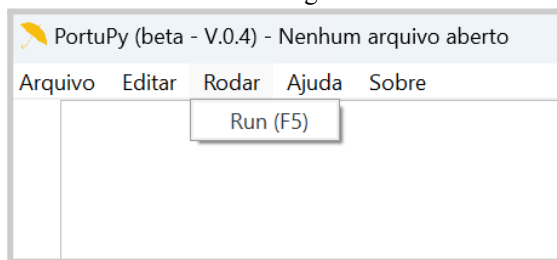 PortuPy (beta - V.0.4) - Nenhum arquivo aberto
Arquivo Editar Rodar Ajuda Sobre
Run (F5)